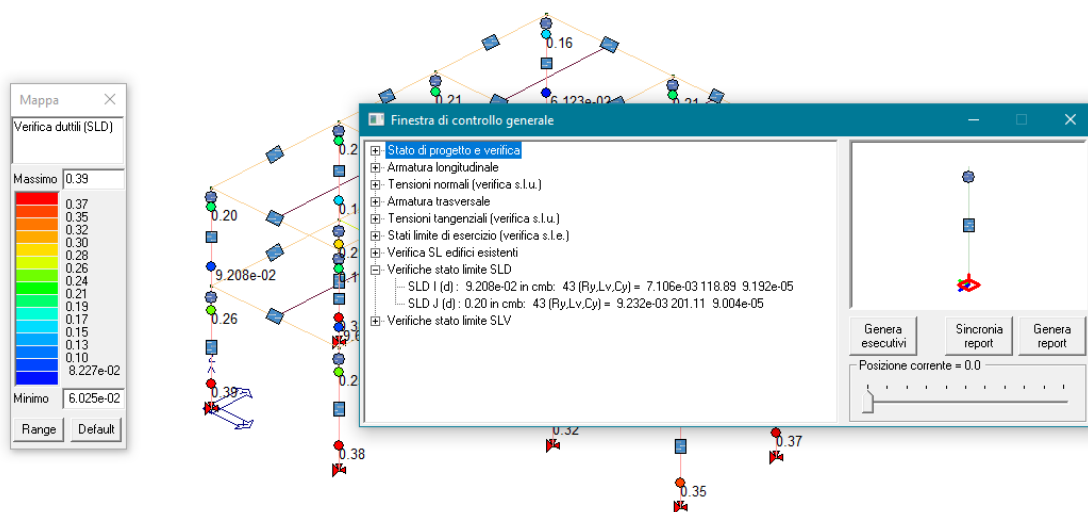 0.16
0.21
6.123e-02
0.21
Mappa
Verifica duttili (SLD)
Massimo 0.39
0.37
0.35
0.32
0.30
0.28
0.26
0.24
0.21
0.19
0.17
0.15
0.13
0.10
8.227e-02
Minimo 6.025e-02
Range Default
0.20
9.208e-02
0.26
0.39
0.38
0.32
0.37
0.35
Finestra di controllo generale
Stato di progetto e verifica
Armatura longitudinale
Tensioni normali (verifica s.l.u.)
Armatura trasversale
Tensioni tangenziali (verifica s.l.u.)
Stati limite di esercizio (verifica s.l.e.)
Verifica SL edifici esistenti
Verifiche stato limite SLD
SLD I (d) : 9.208e-02 in cmb: 43 (Ry,Lv,Cy) = 7.106e-03 118.89 9.192e-05
SLD J (d) : 0.20 in cmb: 43 (Ry,Lv,Cy) = 9.232e-03 201.11 9.004e-05
Verifiche stato limite SLV
Genera esecutivi
Sincronia report
Genera report
Posizione corrente = 0.0